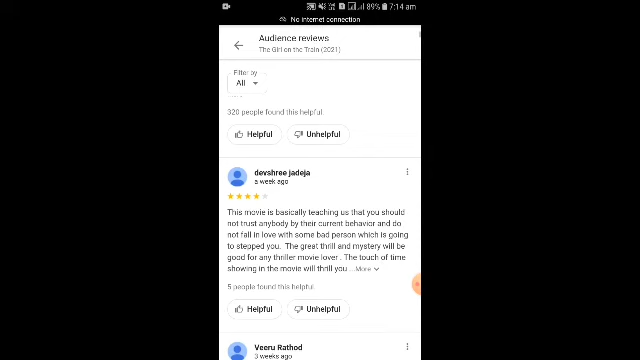 89% 7:14 am
No internet connection
Audience reviews
The Girl on the Train (2021)
Filter by
All
320 people found this helpful.
Helpful Unhelpful
devshree jadeja
a week ago
This movie is basically teaching us that you should
not trust anybody by their current behavior and do
not fall in love with some bad person which is going
to stepped you. The great thrill and mystery will be
good for any thriller movie lover . The touch of time
showing in the movie will thrill you ...More
5 people found this helpful.
Helpful Unhelpful
Veeru Rathod
3 weeks ago